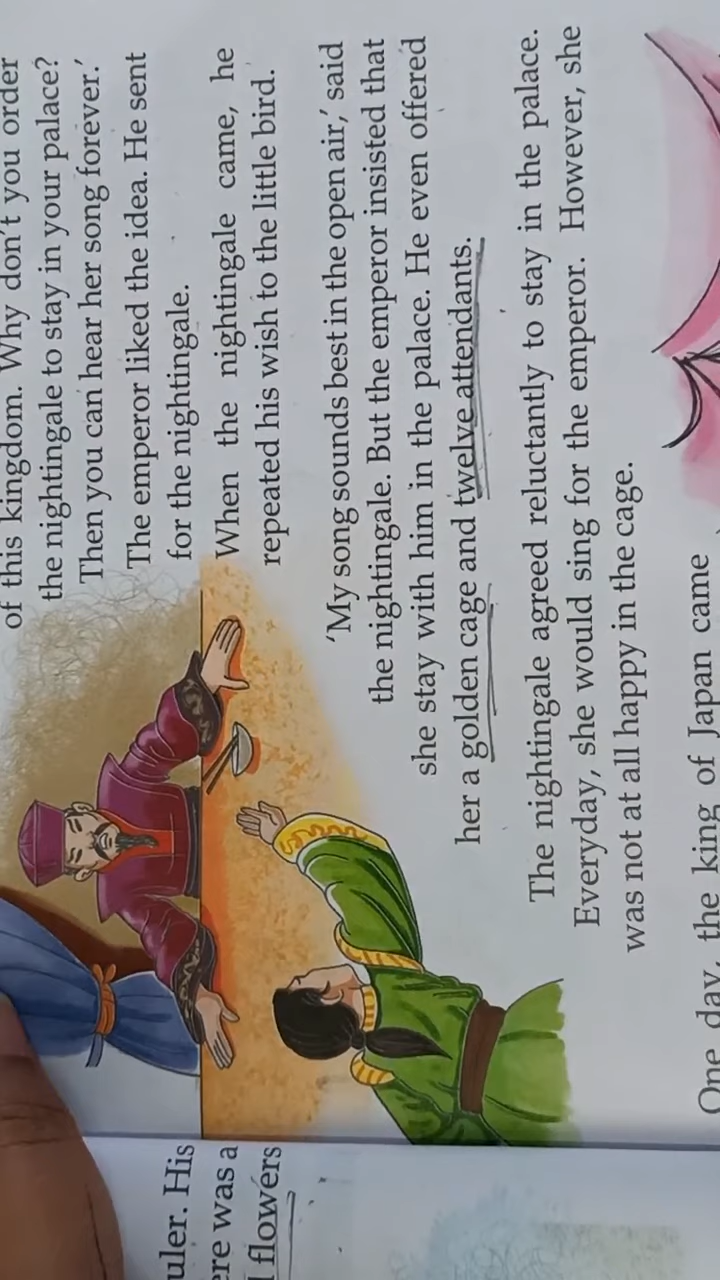 of this kingdom. Why don't you order
the nightingale to stay in your palace?
Then you can hear her song forever.'
The emperor liked the idea. He sent
for the nightingale.
When the nightingale came, he
repeated his wish to the little bird.
'My song sounds best in the open air,' said
the nightingale. But the emperor insisted that
she stay with him in the palace. He even offered
her a golden cage and twelve attendants.
The nightingale agreed reluctantly to stay in the palace.
Everyday, she would sing for the emperor. However, she
was not at all happy in the cage.
One day, the king of Japan came
uler. His
ere was a
flowers